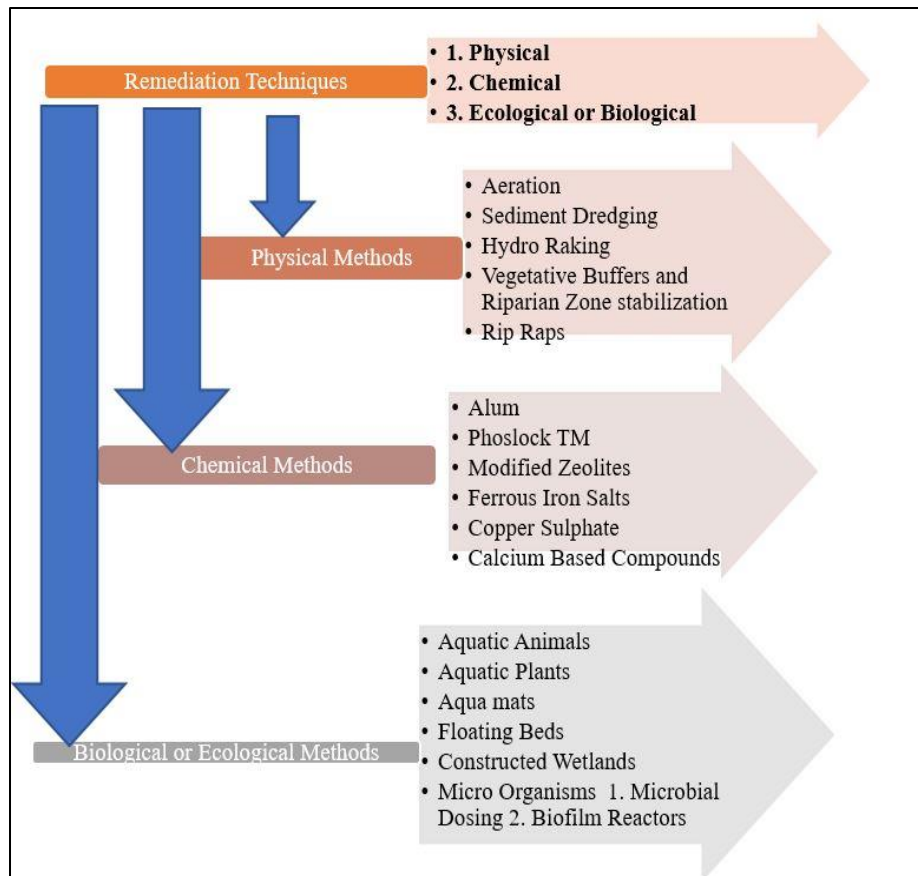 Remediation Techniques
• 1. Physical
• 2. Chemical
• 3. Ecological or Biological
Physical Methods
• Aeration
• Sediment Dredging
• Hydro Raking
• Vegetative Buffers and
Riparian Zone stabilization
• Rip Raps
Chemical Methods
• Alum
• Phoslock TM
• Modified Zeolites
• Ferrous Iron Salts
• Copper Sulphate
• Calcium Based Compounds
Biological or Ecological Methods
• Aquatic Animals
• Aquatic Plants
• Aqua mats
• Floating Beds
• Constructed Wetlands
• Micro Organisms 1. Microbial
Dosing 2. Biofilm Reactors